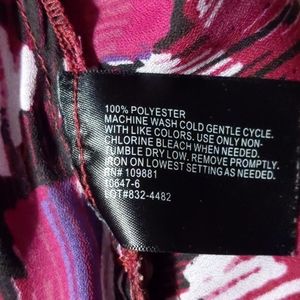 100% POLYESTER
MACHINE WASH COLD GENTLE CYCLE.
WITH LIKE COLORS. USE ONLY NON-
CHLORINE BLEACH WHEN NEEDED.
TUMBLE DRY LOW. REMOVE PROMPTLY.
IRON ON LOWEST SETTING AS NEEDED.
RN# 109881
10647-6
LOT#832-4482